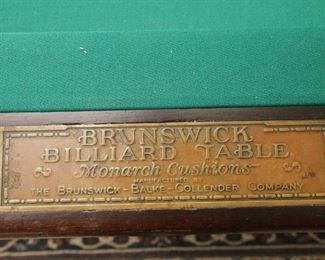 BRUNSWICK
BILLIARD TABLE.
Monarch Cushions
MANUFACTURED BY
THE BRUNSWICK-BALKE-COLLENDER COMPANY